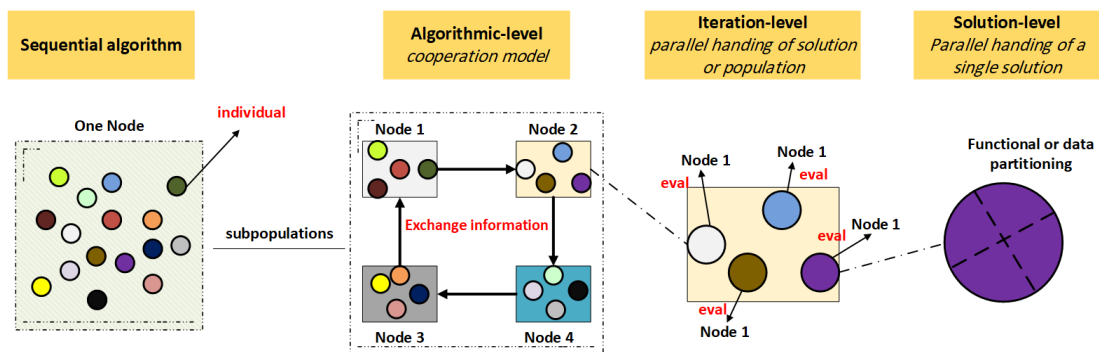 Sequential algorithm
Algorithmic-level
cooperation model
Iteration-level
parallel handing of solution
or population
Solution-level
Parallel handing of a
single solution
individual
One Node
subpopulations
Node 1
Node 2
Exchange information
Node 3
Node 4
Node 1
eval
Node 1
eval
Node 1
eval
eval
Node 1
Functional or data
partitioning